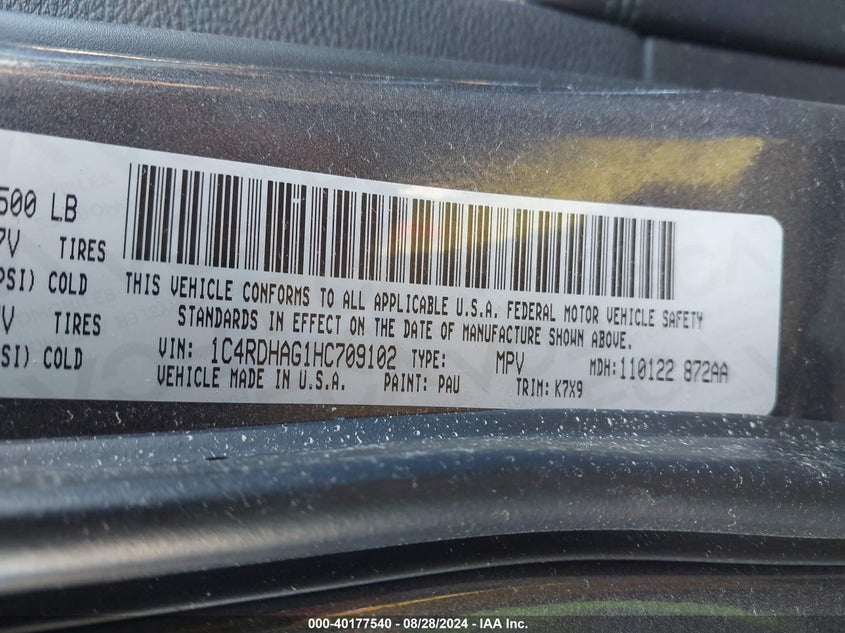 500 LB
7V TIRES
PSI) COLD
V TIRES
SI) COLD
THIS VEHICLE CONFORMS TO ALL APPLICABLE U.S.A. FEDERAL MOTOR VEHICLE SAFETY
STANDARDS IN EFFECT ON THE DATE OF MANUFACTURE SHOWN ABOVE.
VIN: 1C4RDHAG1HC709102 TYPE: MPV MDH:110122 872AA
VEHICLE MADE IN U.S.A. PAINT: PAU TRIM: K7X9
000-40177540 - 08/28/2024 - IAA Inc.